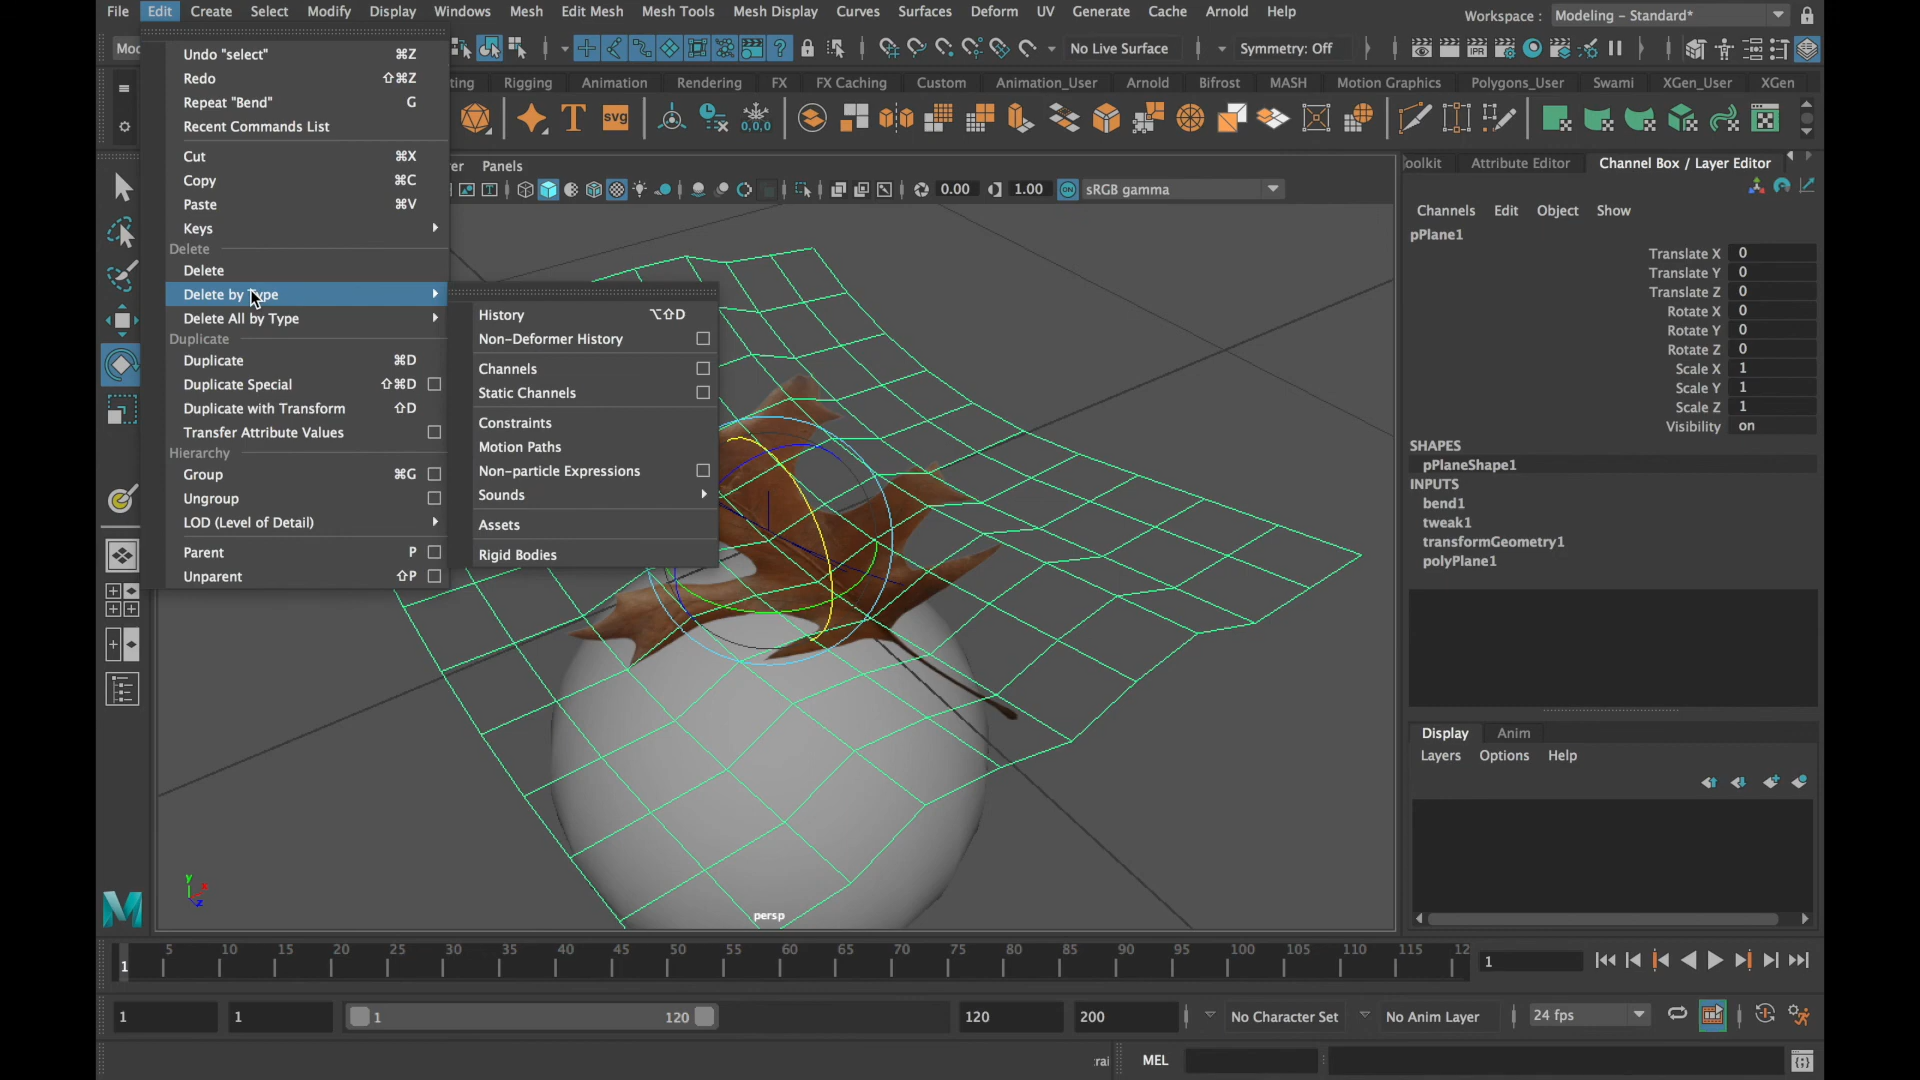 File Edit Create Select Modify Display Windows Mesh Edit Mesh Mesh Tools Mesh Display Curves Surfaces Deform UV Generate Cache Arnold Help Workspace : Modeling - Standard*
No Live Surface Symmetry: Off
Rigging Animation Rendering FX FX Caching Custom Animation_User Arnold Bifrost MASH Motion Graphics Polygons_User Swami XGen_User XGen
T svg 0,0,0
Undo "select" ⌘Z
Redo ⇧⌘Z
Repeat "Bend" G
Recent Commands List
Cut ⌘X
Copy ⌘C
Paste ⌘V
Keys
Delete
Delete
Delete by Type
Delete All by Type
Duplicate
Duplicate ⌘D
Duplicate Special ⇧⌘D
Duplicate with Transform ⇧D
Transfer Attribute Values
Hierarchy
Group ⌘G
Ungroup
LOD (Level of Detail)
Parent P
Unparent ⇧P
History ⌥⇧D
Non-Deformer History
Channels
Static Channels
Constraints
Motion Paths
Non-particle Expressions
Sounds
Assets
Rigid Bodies
Panels
0.00 1.00 ON sRGB gamma
persp
y x z
Attribute Editor Channel Box / Layer Editor
Channels Edit Object Show
pPlane1
Translate X 0
Translate Y 0
Translate Z 0
Rotate X 0
Rotate Y 0
Rotate Z 0
Scale X 1
Scale Y 1
Scale Z 1
Visibility on
SHAPES
pPlaneShape1
INPUTS
bend1
tweak1
transformGeometry1
polyPlane1
Display Anim
Layers Options Help
5 10 15 20 25 30 35 40 45 50 55 60 65 70 75 80 85 90 95 100 105 110 115 12
1 1
1 1 1 120 120 200 No Character Set No Anim Layer 24 fps
MEL